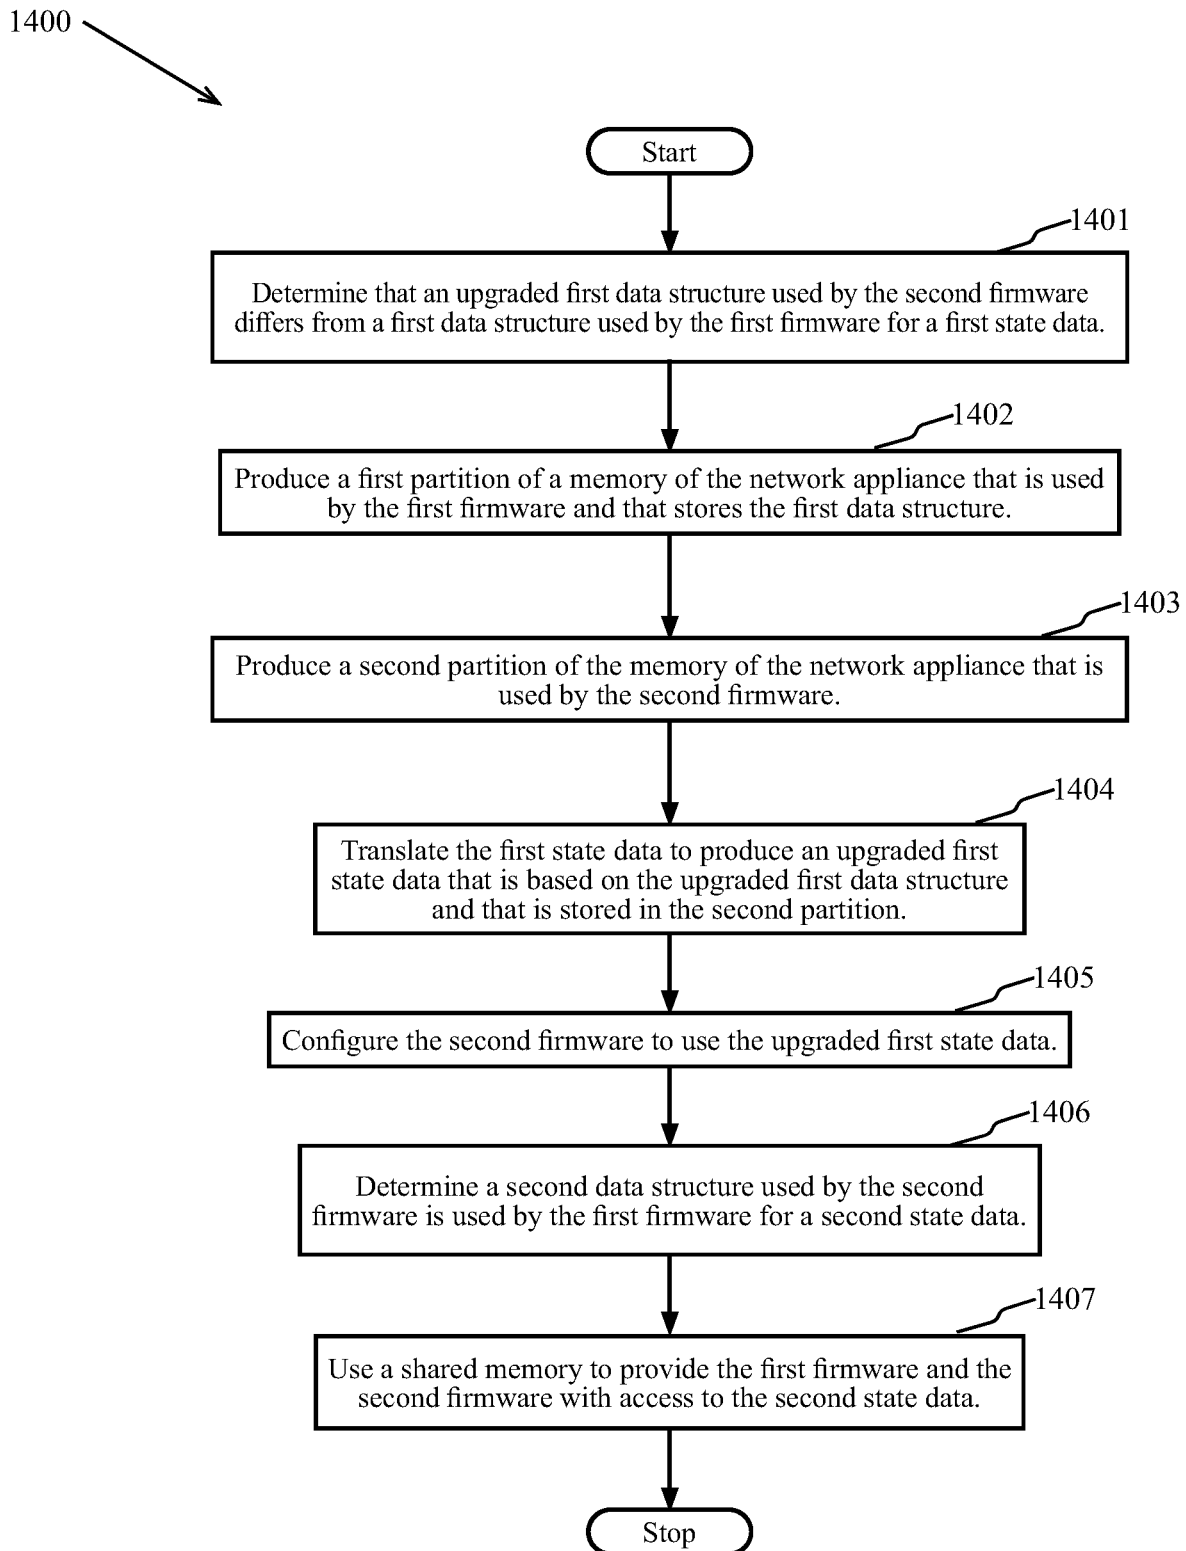 1400
Start
1401
Determine that an upgraded first data structure used by the second firmware
differs from a first data structure used by the first firmware for a first state data.
1402
Produce a first partition of a memory of the network appliance that is used
by the first firmware and that stores the first data structure.
1403
Produce a second partition of the memory of the network appliance that is
used by the second firmware.
1404
Translate the first state data to produce an upgraded first
state data that is based on the upgraded first data structure
and that is stored in the second partition.
1405
Configure the second firmware to use the upgraded first state data.
1406
Determine a second data structure used by the second
firmware is used by the first firmware for a second state data.
1407
Use a shared memory to provide the first firmware and the
second firmware with access to the second state data.
Stop